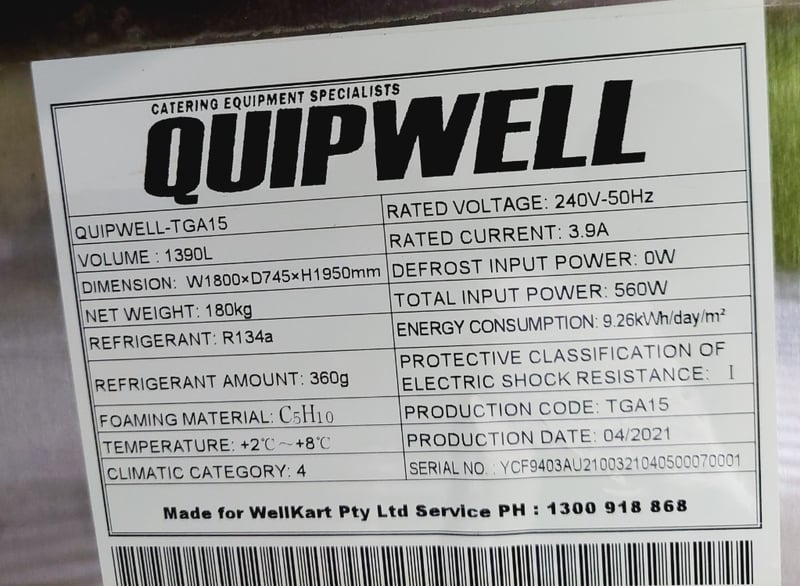 CATERING EQUIPMENT SPECIALISTS
QUIPWELL
QUIPWELL-TGA15
VOLUME : 1390L
DIMENSION: W1800×D745×H1950mm
NET WEIGHT: 180kg
REFRIGERANT: R134a
REFRIGERANT AMOUNT: 360g
FOAMING MATERIAL: C5H10
TEMPERATURE: +2℃～+8℃
CLIMATIC CATEGORY: 4
RATED VOLTAGE: 240V-50Hz
RATED CURRENT: 3.9A
DEFROST INPUT POWER: 0W
TOTAL INPUT POWER: 560W
ENERGY CONSUMPTION: 9.26kWh/day/m²
PROTECTIVE CLASSIFICATION OF
ELECTRIC SHOCK RESISTANCE: I
PRODUCTION CODE: TGA15
PRODUCTION DATE: 04/2021
SERIAL NO. : YCF9403AU2100321040500070001
Made for WellKart Pty Ltd Service PH : 1300 918 868